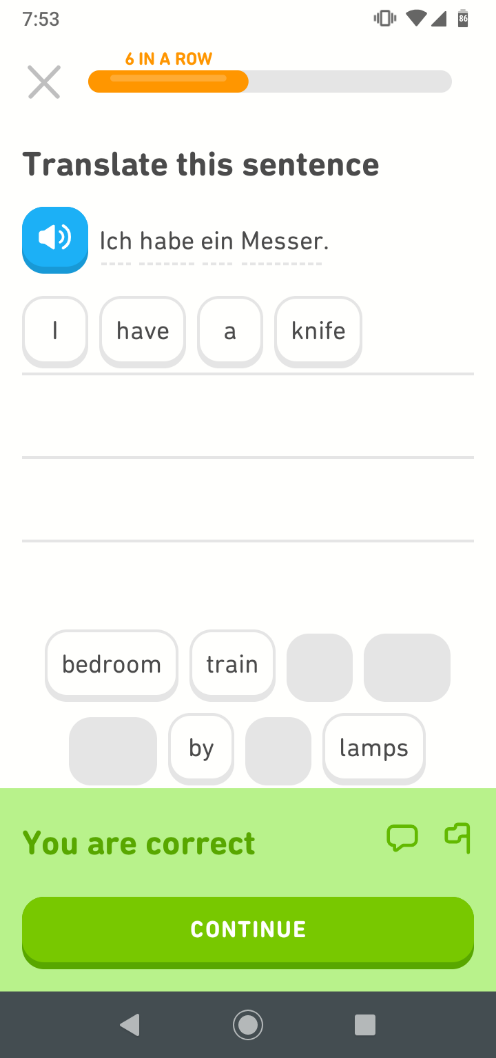 7:53
86
6 IN A ROW
Translate this sentence
Ich habe ein Messer.
I have a knife
bedroom train
by lamps
You are correct
CONTINUE